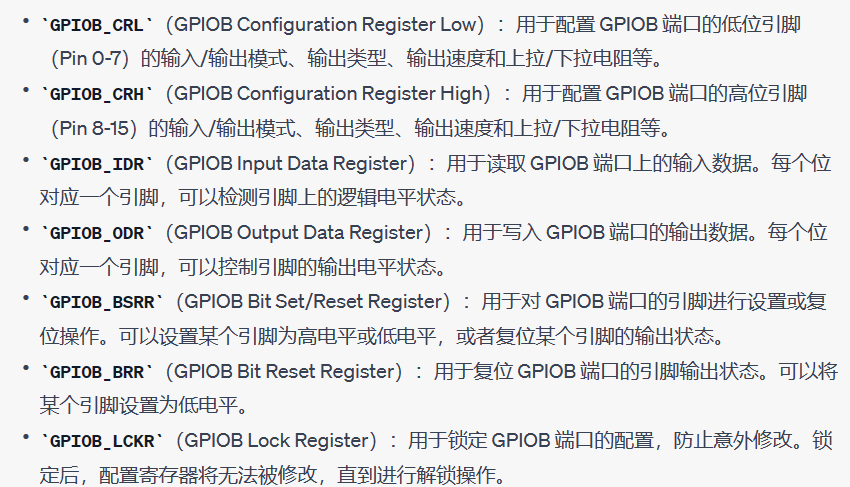 • `GPIOB_CRL`（GPIOB Configuration Register Low）：用于配置 GPIOB 端口的低位引脚
（Pin 0-7）的输入/输出模式、输出类型、输出速度和上拉/下拉电阻等。
• `GPIOB_CRH`（GPIOB Configuration Register High）：用于配置 GPIOB 端口的高位引脚
（Pin 8-15）的输入/输出模式、输出类型、输出速度和上拉/下拉电阻等。
• `GPIOB_IDR`（GPIOB Input Data Register）：用于读取 GPIOB 端口上的输入数据。每个位
对应一个引脚，可以检测引脚上的逻辑电平状态。
• `GPIOB_ODR`（GPIOB Output Data Register）：用于写入 GPIOB 端口的输出数据。每个位
对应一个引脚，可以控制引脚的输出电平状态。
• `GPIOB_BSRR`（GPIOB Bit Set/Reset Register）：用于对 GPIOB 端口的引脚进行设置或复
位操作。可以设置某个引脚为高电平或低电平，或者复位某个引脚的输出状态。
• `GPIOB_BRR`（GPIOB Bit Reset Register）：用于复位 GPIOB 端口的引脚输出状态。可以将
某个引脚设置为低电平。
• `GPIOB_LCKR`（GPIOB Lock Register）：用于锁定 GPIOB 端口的配置，防止意外修改。锁
定后，配置寄存器将无法被修改，直到进行解锁操作。